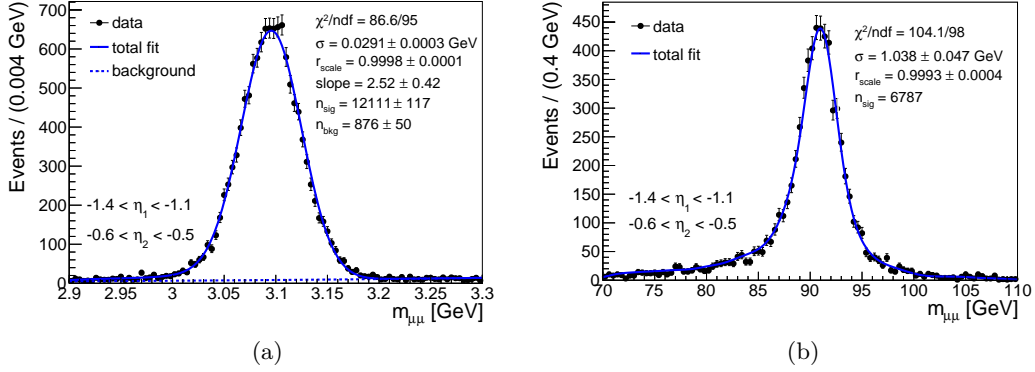 Events / (0.004 GeV)
700
600
500
400
300
200
100
0
data
total fit
background
χ²/ndf = 86.6/95
σ = 0.0291 ± 0.0003 GeV
r_scale = 0.9998 ± 0.0001
slope = 2.52 ± 0.42
n_sig = 12111 ± 117
n_bkg = 876 ± 50
-1.4 < η₁ < -1.1
-0.6 < η₂ < -0.5
2.9 2.95 3 3.05 3.1 3.15 3.2 3.25 3.3
m_μμ [GeV]
(a)
Events / (0.4 GeV)
450
400
350
300
250
200
150
100
50
0
data
total fit
χ²/ndf = 104.1/98
σ = 1.038 ± 0.047 GeV
r_scale = 0.9993 ± 0.0004
n_sig = 6787
-1.4 < η₁ < -1.1
-0.6 < η₂ < -0.5
70 75 80 85 90 95 100 105 110
m_μμ [GeV]
(b)